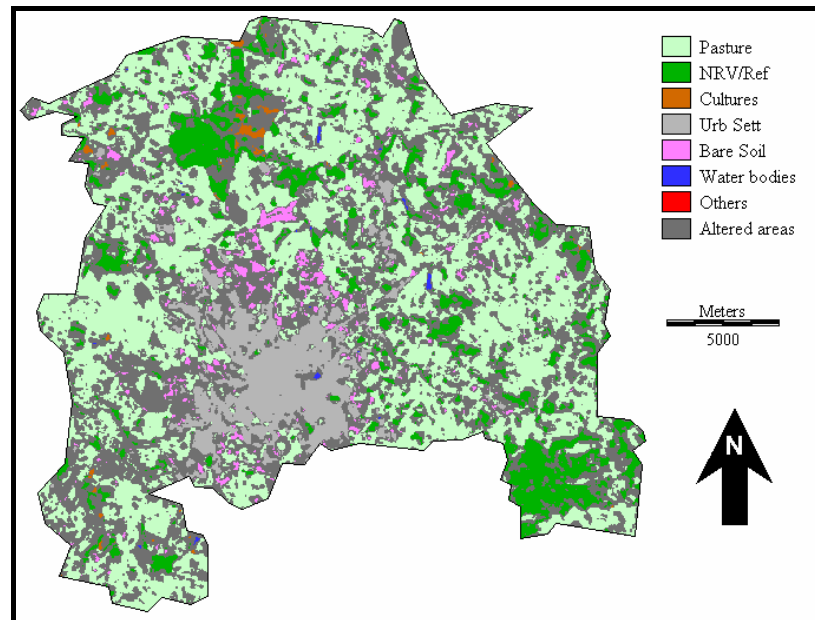 Pasture
NRV/Ref
Cultures
Urb Sett
Bare Soil
Water bodies
Others
Altered areas
Meters
5000
N